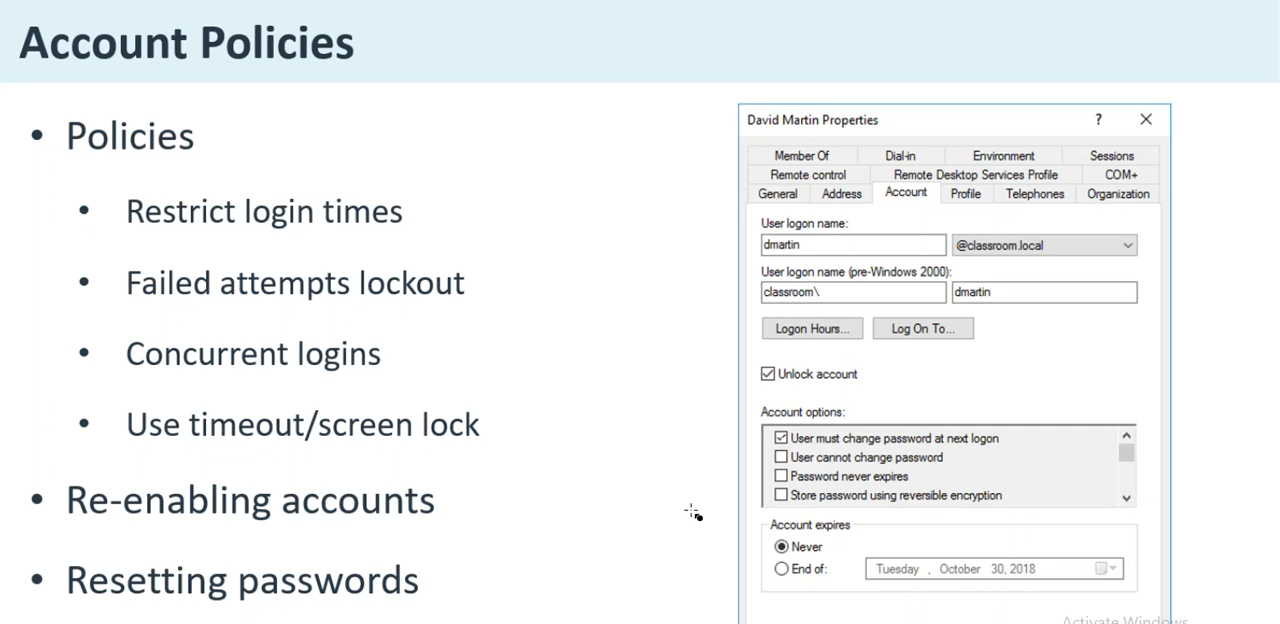 Account Policies
• Policies
• Restrict login times
• Failed attempts lockout
• Concurrent logins
• Use timeout/screen lock
• Re-enabling accounts
• Resetting passwords
David Martin Properties ?
Member Of Dial-in Environment Sessions
Remote control Remote Desktop Services Profile COM+
General Address Account Profile Telephones Organization
User logon name:
dmartin @classroom.local
User logon name (pre-Windows 2000):
classroom\ dmartin
Logon Hours... Log On To...
Unlock account
Account options:
User must change password at next logon
User cannot change password
Password never expires
Store password using reversible encryption
Account expires
Never
End of: Tuesday , October 30, 2018
Activate Windows